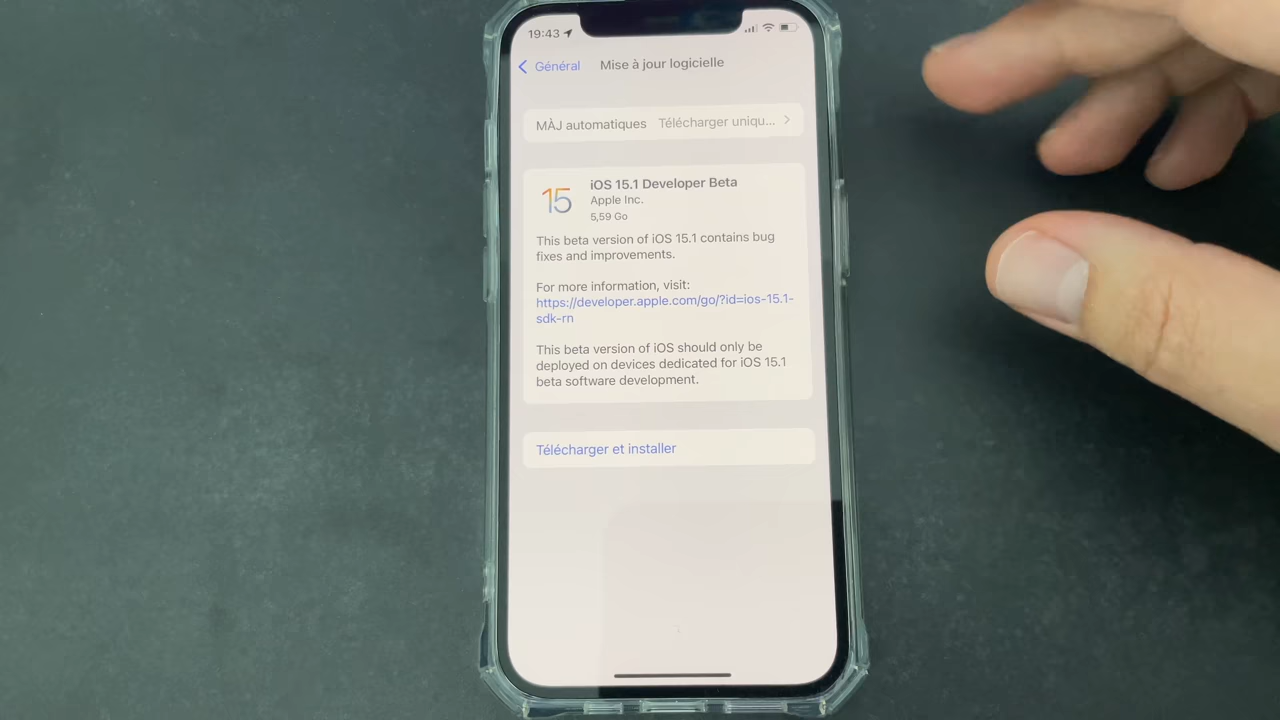 19:43
Général Mise à jour logicielle
MÀJ automatiques Télécharger uniqu...
15
iOS 15.1 Developer Beta
Apple Inc.
5,59 Go
This beta version of iOS 15.1 contains bug
fixes and improvements.
For more information, visit:
https://developer.apple.com/go/?id=ios-15.1-
sdk-rn
This beta version of iOS should only be
deployed on devices dedicated for iOS 15.1
beta software development.
Télécharger et installer